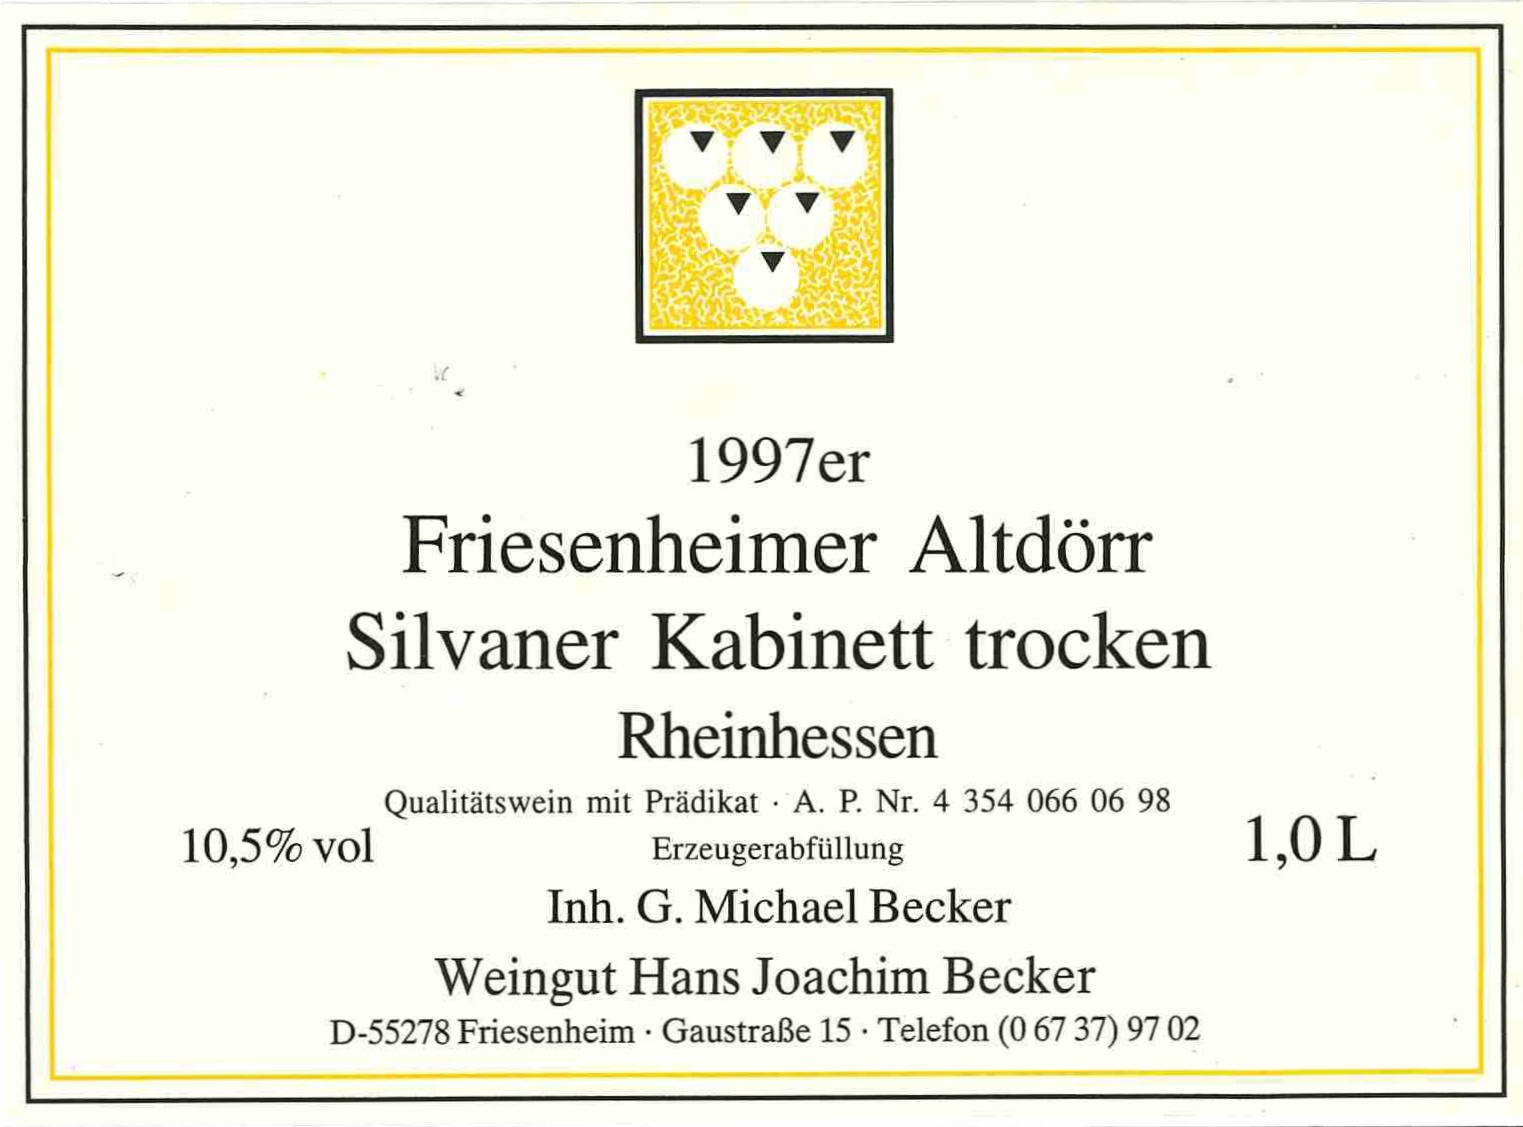 1997er
Friesenheimer Altdörr
Silvaner Kabinett trocken
Rheinhessen
Qualitätswein mit Prädikat · A. P. Nr. 4 354 066 06 98
10,5% vol
Erzeugerabfüllung
1,0 L
Inh. G. Michael Becker
Weingut Hans Joachim Becker
D-55278 Friesenheim · Gaustraße 15 · Telefon (0 67 37) 97 02